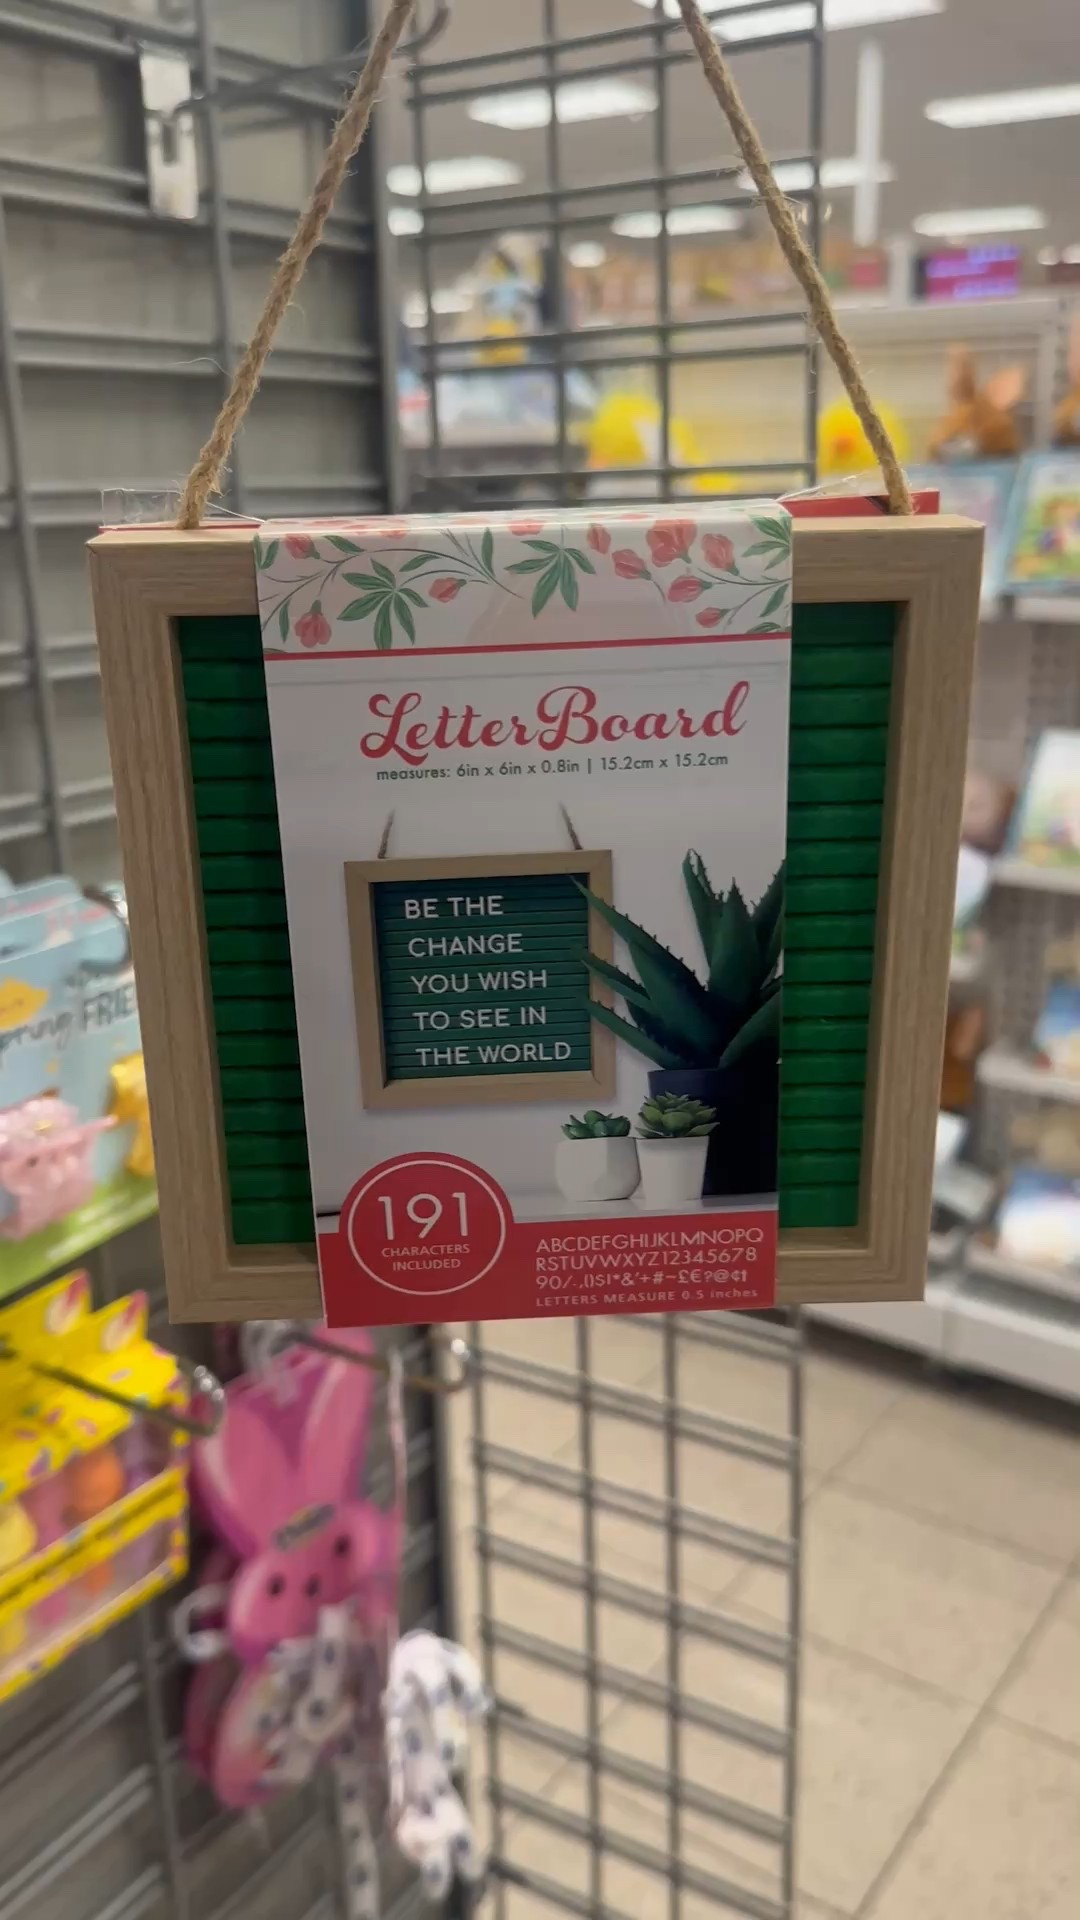 LetterBoard
measures: 6in x 6in x 0.8in | 15.2cm x 15.2cm
BE THE
CHANGE
YOU WISH
TO SEE IN
THE WORLD
191
CHARACTERS
INCLUDED
ABCDEFGHIJKLMNOPQ
RSTUVWXYZ12345678
90/-,()$!*&'+#~£€?@¢†
LETTERS MEASURE 0.5 inches